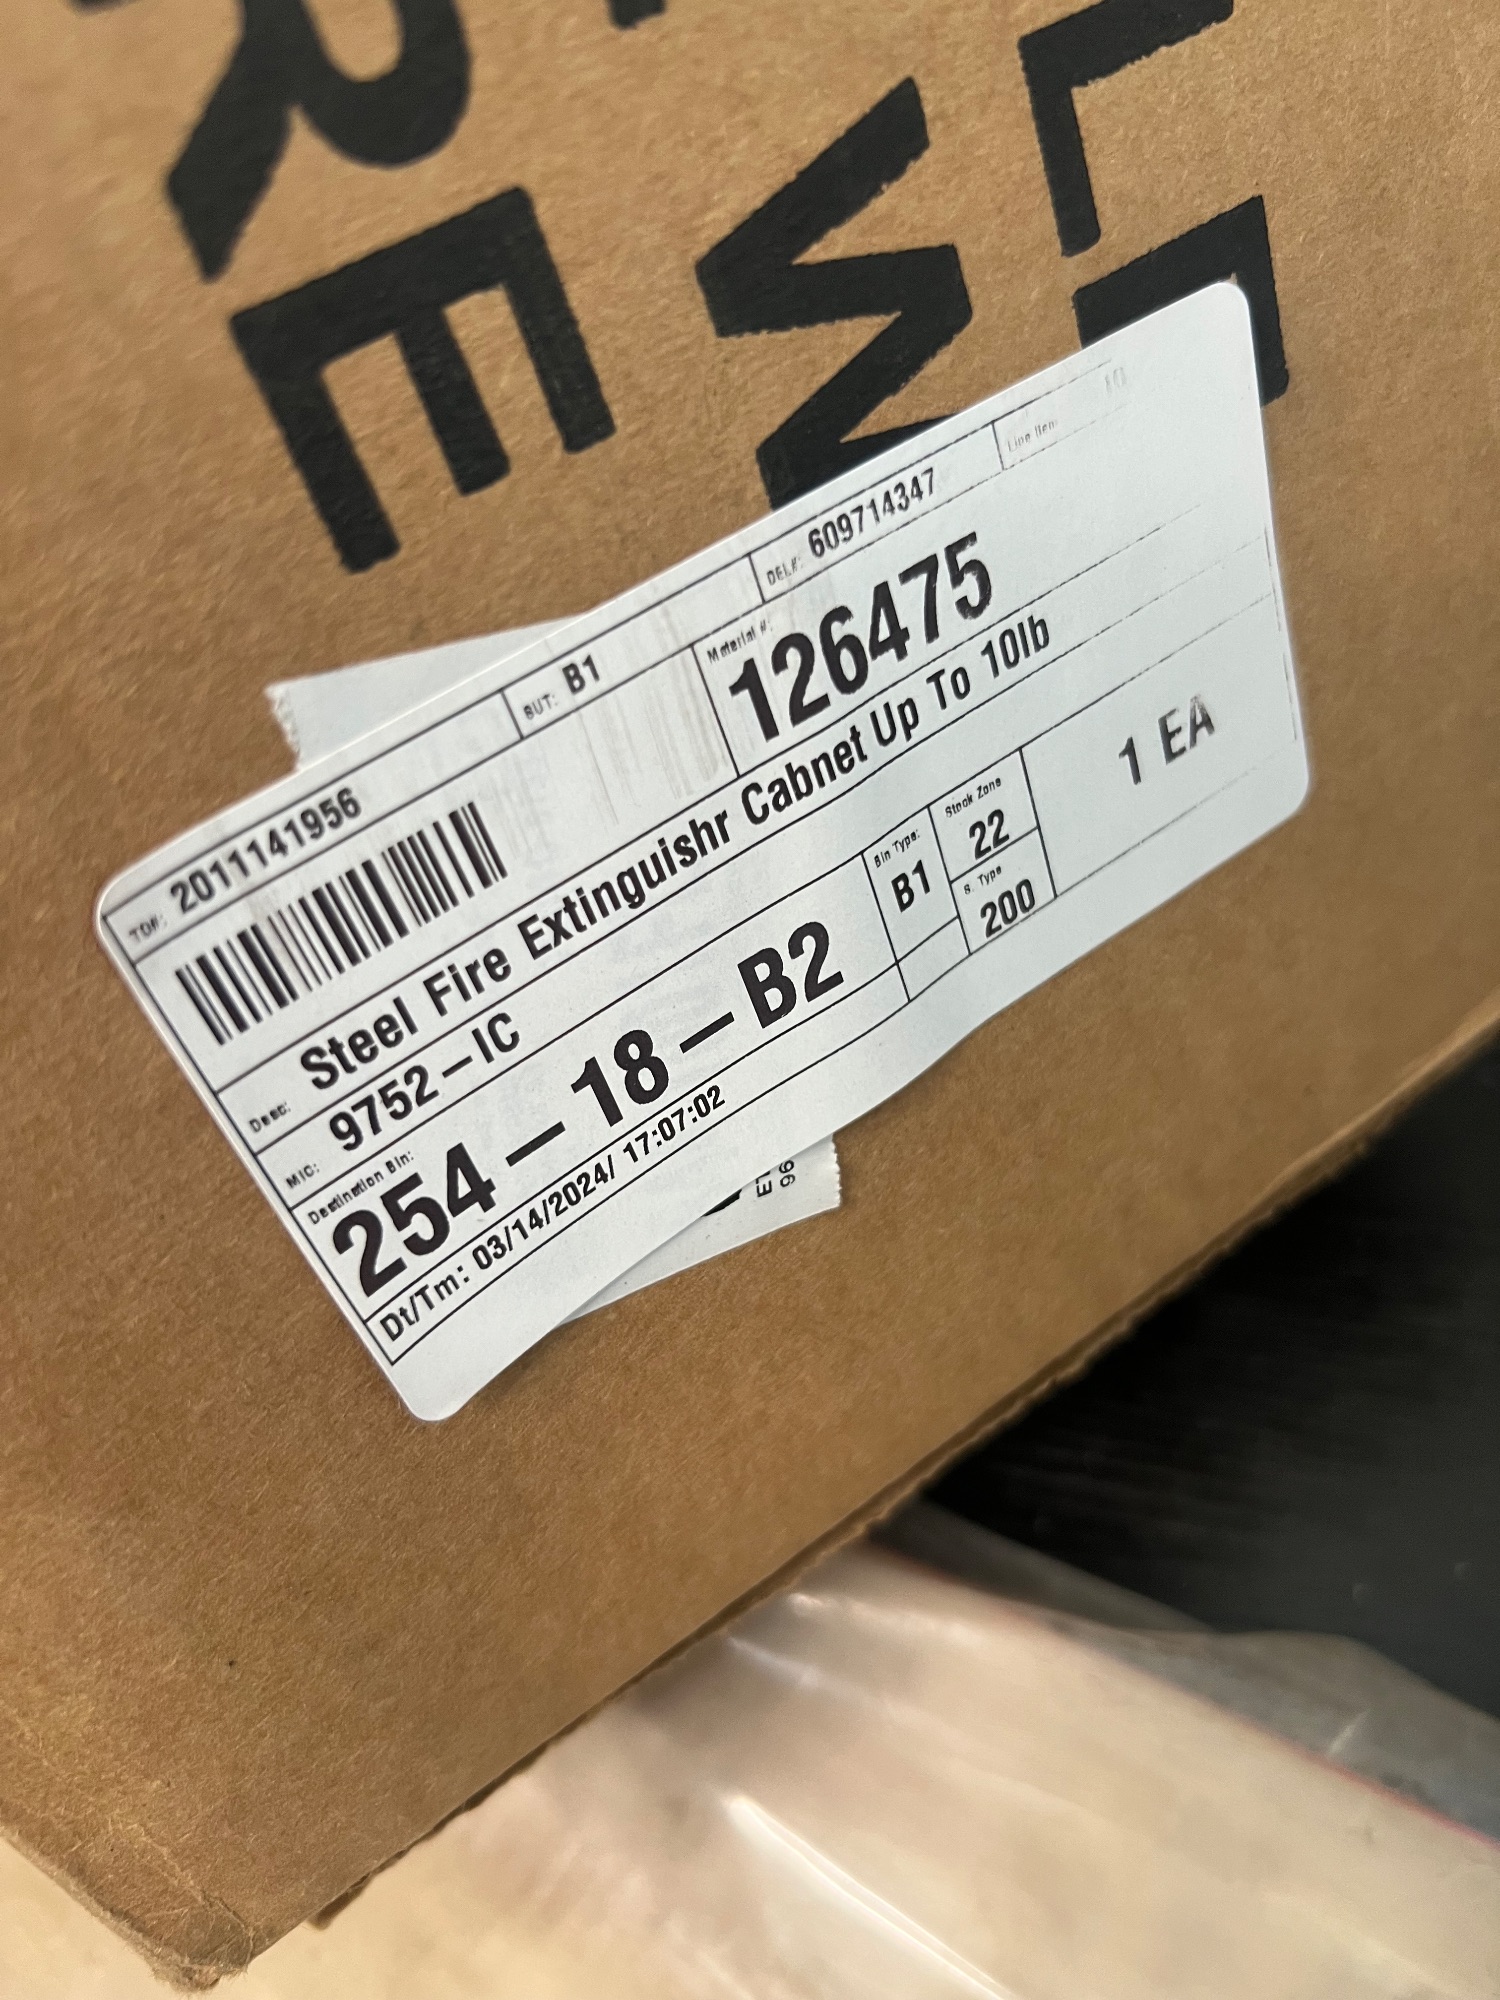 RE
TO#: 2011141956
SUT: B1
DEL#: 609714347
Line Item:
Material #:
126475
Desc: Steel Fire Extinguishr Cabnet Up To 10lb
MIC: 9752-IC
Destination Bin:
254-18-B2
Bin Type:
B1
Stock Zone
22
S. Type
200
1 EA
Dt/Tm: 03/14/2024/ 17:07:02
96